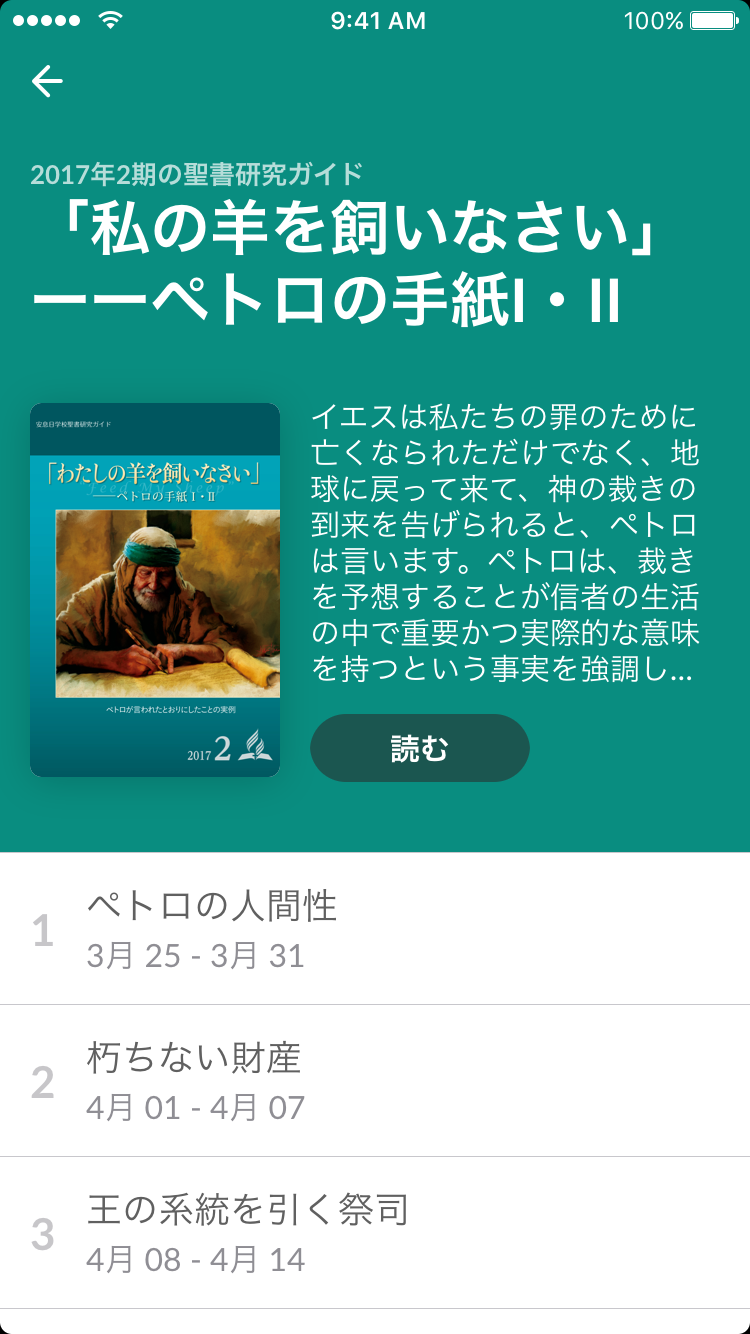 9:41 AM
100%
2017年2期の聖書研究ガイド
「私の羊を飼いなさい」
ーーペトロの手紙I・II
安息日学校聖書研究ガイド
「わたしの羊を飼いなさい」
Feed My Sheep
──ペトロの手紙 I・II
ペトロが言われたとおりにしたことの実例
2017 2
イエスは私たちの罪のために
亡くなられただけでなく、地
球に戻って来て、神の裁きの
到来を告げられると、ペトロ
は言います。ペトロは、裁き
を予想することが信者の生活
の中で重要かつ実際的な意味
を持つという事実を強調し...
読む
1
ペトロの人間性
3月 25 - 3月 31
2
朽ちない財産
4月 01 - 4月 07
3
王の系統を引く祭司
4月 08 - 4月 14